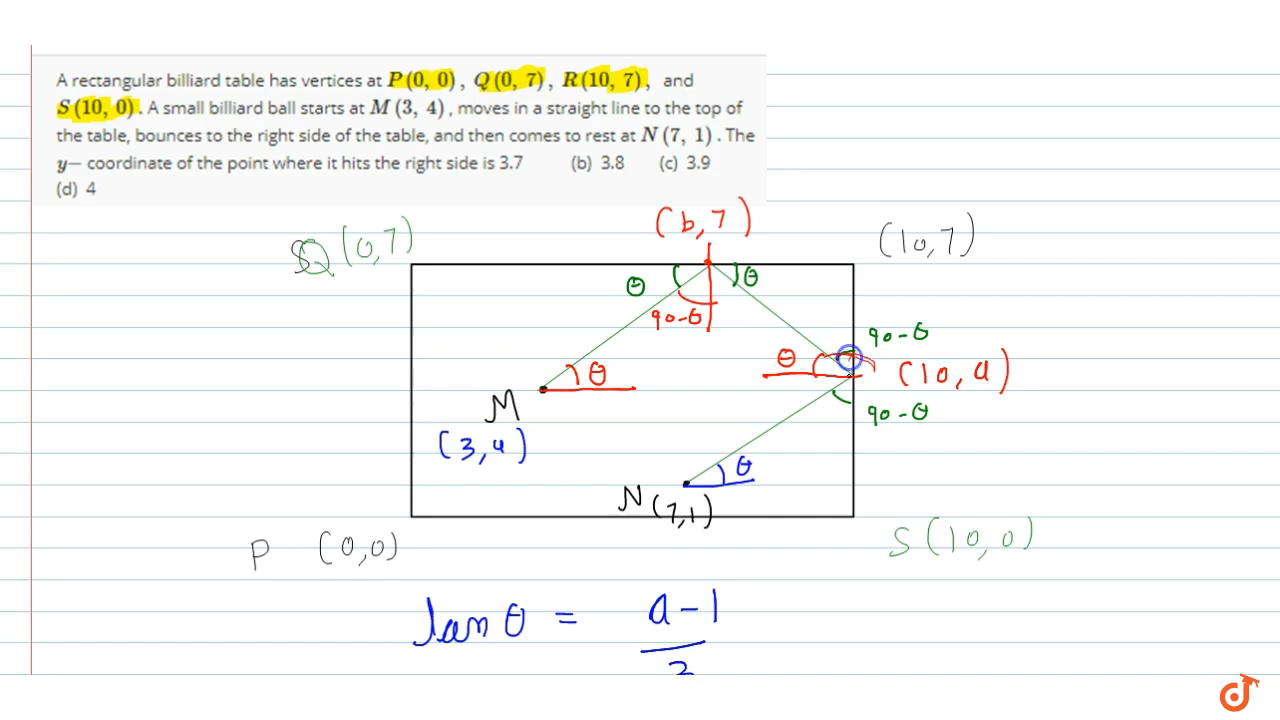 A rectangular billiard table has vertices at P(0, 0), Q(0, 7), R(10, 7), and
S(10, 0). A small billiard ball starts at M(3, 4), moves in a straight line to the top of
the table, bounces to the right side of the table, and then comes to rest at N(7, 1). The
y− coordinate of the point where it hits the right side is 3.7 (b) 3.8 (c) 3.9
(d) 4
(b, 7)
Q (0,7)
(10,7)
θ θ
90-θ
90-θ
θ
θ (10, a)
M
90-θ
(3,4)
θ
N (7,1)
P (0,0)
S (10,0)
tan θ = a-1